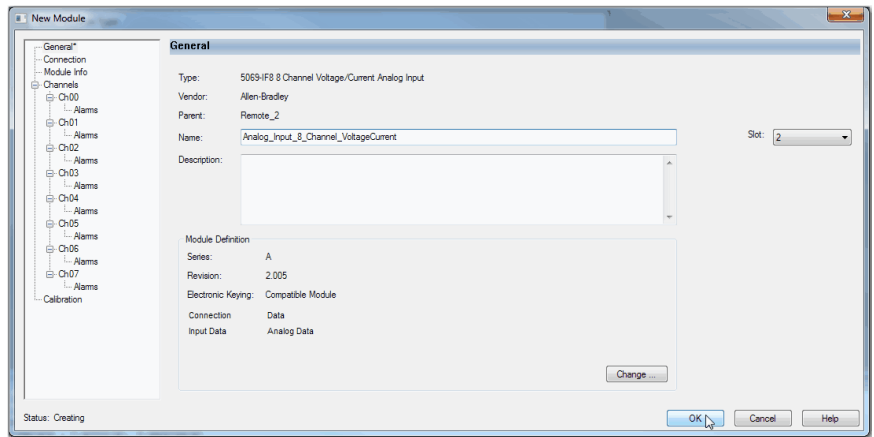 New Module
General*
Connection
Module Info
Channels
Ch00
Alarms
Ch01
Alarms
Ch02
Alarms
Ch03
Alarms
Ch04
Alarms
Ch05
Alarms
Ch06
Alarms
Ch07
Alarms
Calibration
General
Type: 5069-IF8 8 Channel Voltage/Current Analog Input
Vendor: Allen-Bradley
Parent: Remote_2
Name: Analog_Input_8_Channel_VoltageCurrent Slot: 2
Description:
Module Definition
Series: A
Revision: 2.005
Electronic Keying: Compatible Module
Connection Data
Input Data Analog Data
Change ...
Status: Creating
OK Cancel Help